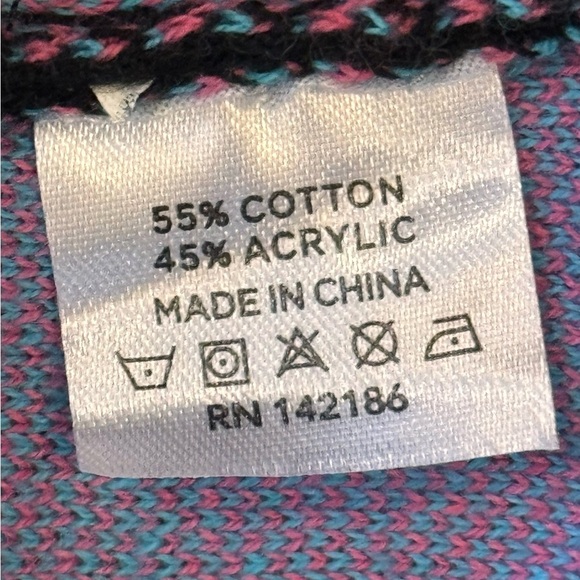 55% COTTON
45% ACRYLIC
MADE IN CHINA
RN 142186